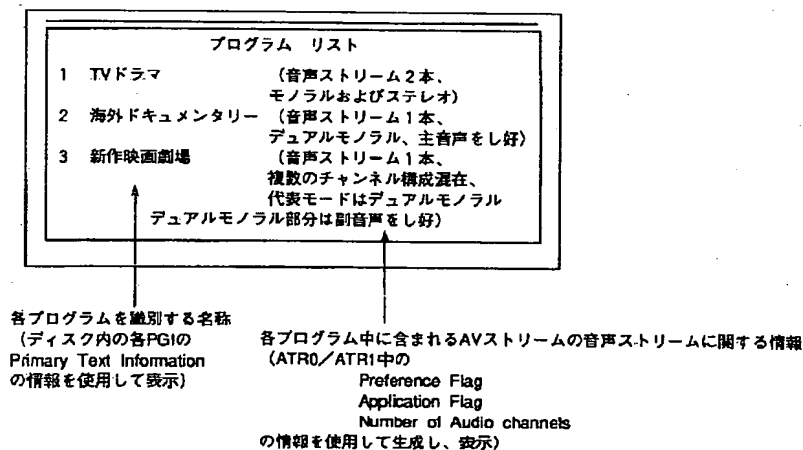 プログラム リスト
1 TVドラマ (音声ストリーム2本、
モノラルおよびステレオ)
2 海外ドキュメンタリー (音声ストリーム1本、
デュアルモノラル、主音声をし好)
3 新作映画劇場 (音声ストリーム1本、
複数のチャンネル構成混在、
代表モードはデュアルモノラル
デュアルモノラル部分は副音声をし好)
各プログラムを識別する名称
(ディスク内の各PGIの
Primary Text Information
の情報を使用して表示)
各プログラム中に含まれるAVストリームの音声ストリームに関する情報
(ATR0/ATR1中の
Preference Flag
Application Flag
Number of Audio channels
の情報を使用して生成し、表示)